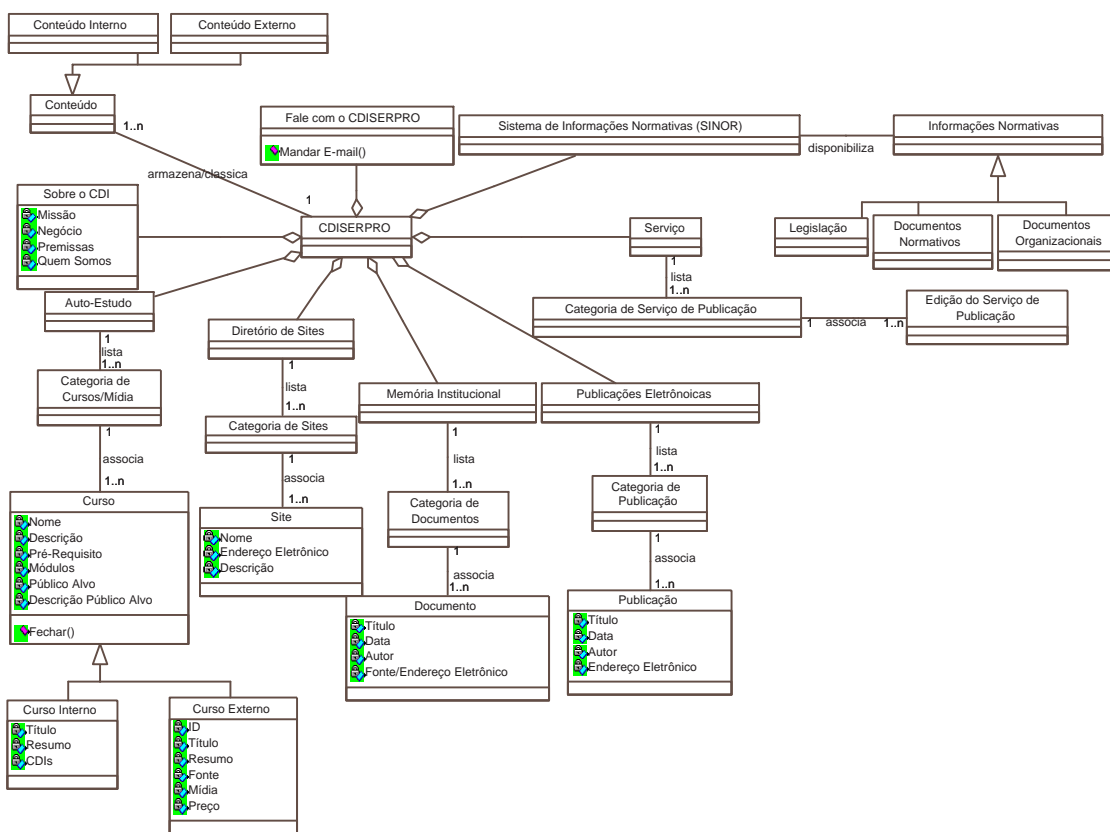 Conteúdo Interno
Conteúdo Externo
Conteúdo
1..n
armazena/classica
1
Fale com o CDISERPRO
Mandar E-mail()
Sistema de Informações Normativas (SINOR)
disponibiliza
Informações Normativas
Legislação
Documentos
Normativos
Documentos
Organizacionais
Sobre o CDI
Missão
Negócio
Premissas
Quem Somos
CDISERPRO
Serviço
1
lista
1..n
Categoria de Serviço de Publicação
1
associa
1..n
Edição do Serviço de
Publicação
Auto-Estudo
1
lista
1..n
Categoria de
Cursos/Mídia
1
associa
1..n
Curso
Nome
Descrição
Pré-Requisito
Módulos
Público Alvo
Descrição Público Alvo
Fechar()
Curso Interno
Título
Resumo
CDIs
Curso Externo
ID
Título
Resumo
Fonte
Mídia
Preço
Diretório de Sites
1
lista
1..n
Categoria de Sites
1
associa
1..n
Site
Nome
Endereço Eletrônico
Descrição
Memória Institucional
1
lista
1..n
Categoria de
Documentos
1
associa
1..n
Documento
Título
Data
Autor
Fonte/Endereço Eletrônico
Publicações Eletrônoicas
1
lista
1..n
Categoria de
Publicação
1
associa
1..n
Publicação
Título
Data
Autor
Endereço Eletrônico